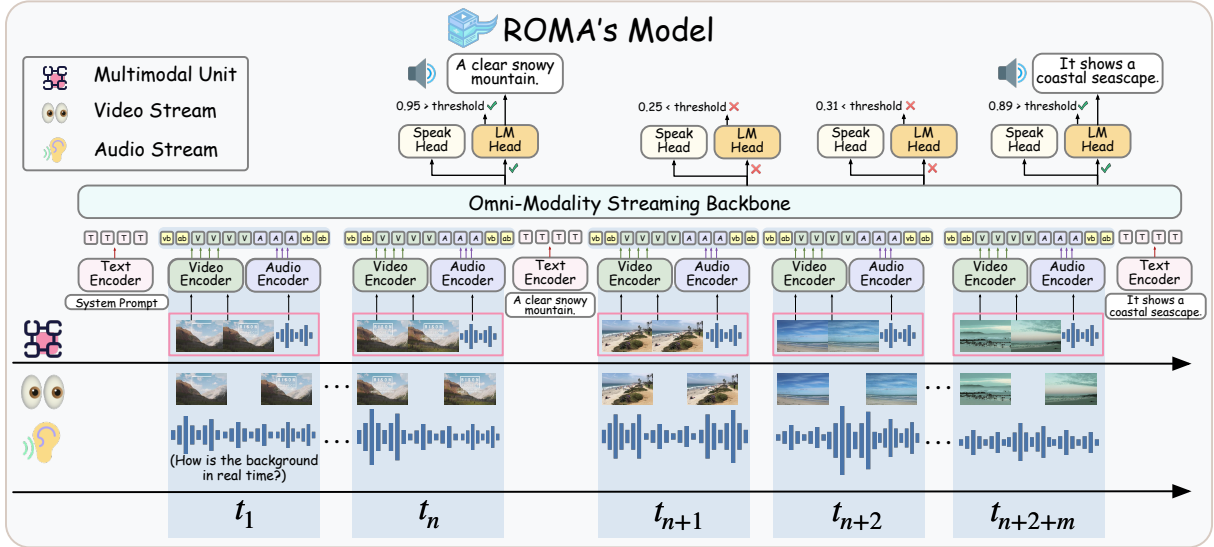 ROMA's Model
Multimodal Unit
Video Stream
Audio Stream
A clear snowy
mountain.
It shows a
coastal seascape.
0.95 > threshold
0.25 < threshold
0.31 < threshold
0.89 > threshold
Speak
Head
LM
Head
Speak
Head
LM
Head
Speak
Head
LM
Head
Speak
Head
LM
Head
Omni-Modality Streaming Backbone
T T T T
vb ab V V V V A A A vb ab
vb ab V V V V A A A vb ab
T T T T
vb ab V V V V A A A vb ab
vb ab V V V V A A A vb ab
vb ab V V V V A A A vb ab
T T T T
Text
Encoder
Video
Encoder
Audio
Encoder
Video
Encoder
Audio
Encoder
Text
Encoder
Video
Encoder
Audio
Encoder
Video
Encoder
Audio
Encoder
Video
Encoder
Audio
Encoder
Text
Encoder
System Prompt
A clear snowy
mountain.
It shows a
coastal seascape.
(How is the background
in real time?)
t1
tn
tn+1
tn+2
tn+2+m